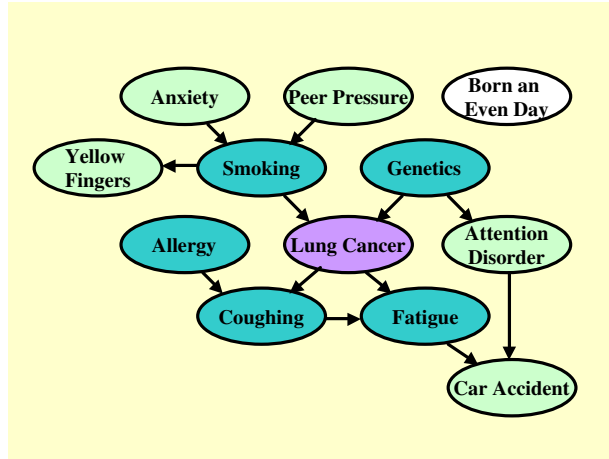 Anxiety
Peer Pressure
Born an
Even Day
Yellow
Fingers
Smoking
Genetics
Allergy
Lung Cancer
Attention
Disorder
Coughing
Fatigue
Car Accident